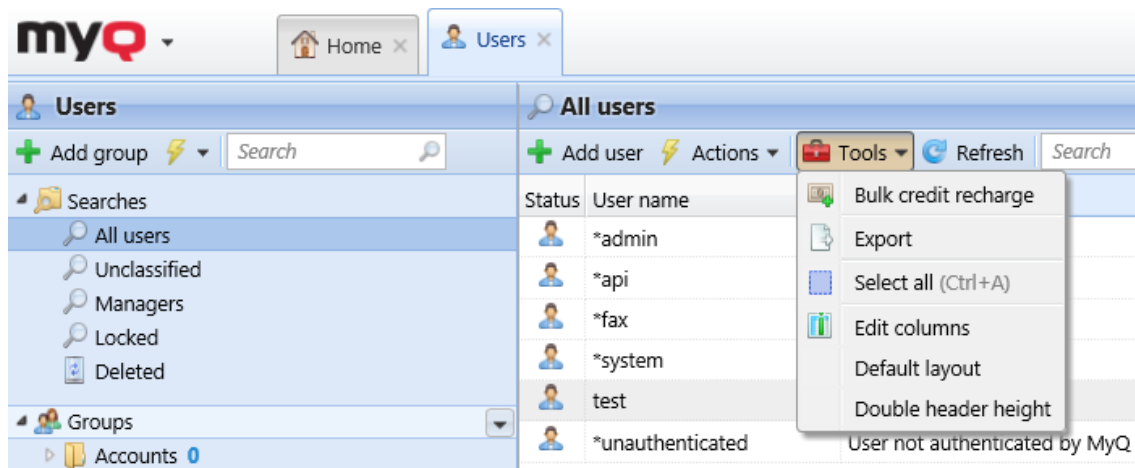 myQ
Home
Users
Users
All users
Add group
Search
Add user
Actions
Tools
Refresh
Search
Searches
All users
Unclassified
Managers
Locked
Deleted
Groups
Accounts 0
Status User name
*admin
*api
*fax
*system
test
*unauthenticated User not authenticated by MyQ
Bulk credit recharge
Export
Select all (Ctrl+A)
Edit columns
Default layout
Double header height